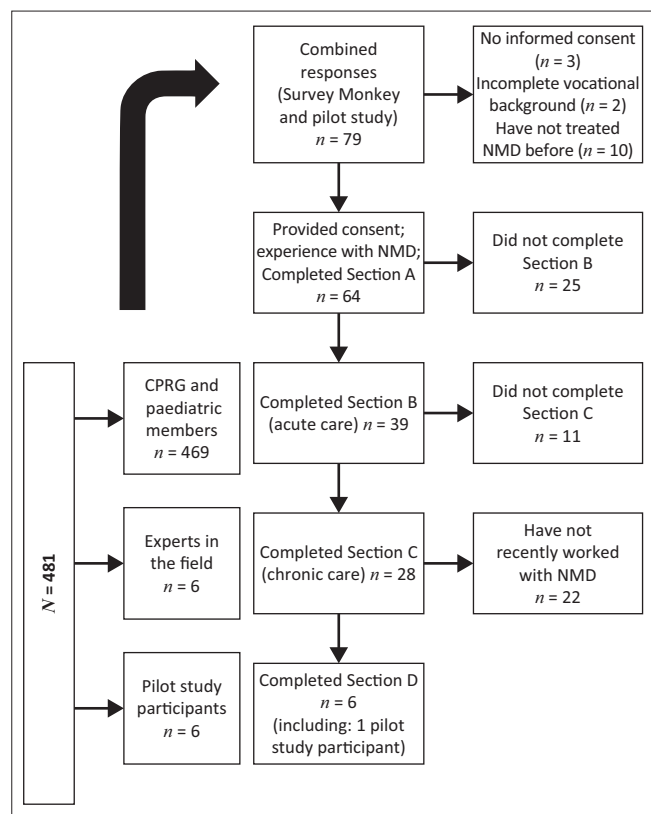 Combined
responses
(Survey Monkey
and pilot study)
n = 79
No informed consent
(n = 3)
Incomplete vocational
background (n = 2)
Have not treated
NMD before (n = 10)
Provided consent;
experience with NMD;
Completed Section A
n = 64
Did not complete
Section B
n = 25
N = 481
CPRG and
paediatric
members
n = 469
Completed Section B
(acute care) n = 39
Did not complete
Section C
n = 11
Experts in
the field
n = 6
Completed Section C
(chronic care) n = 28
Have not
recently worked
with NMD
n = 22
Pilot study
participants
n = 6
Completed Section D
n = 6
(including: 1 pilot
study participant)